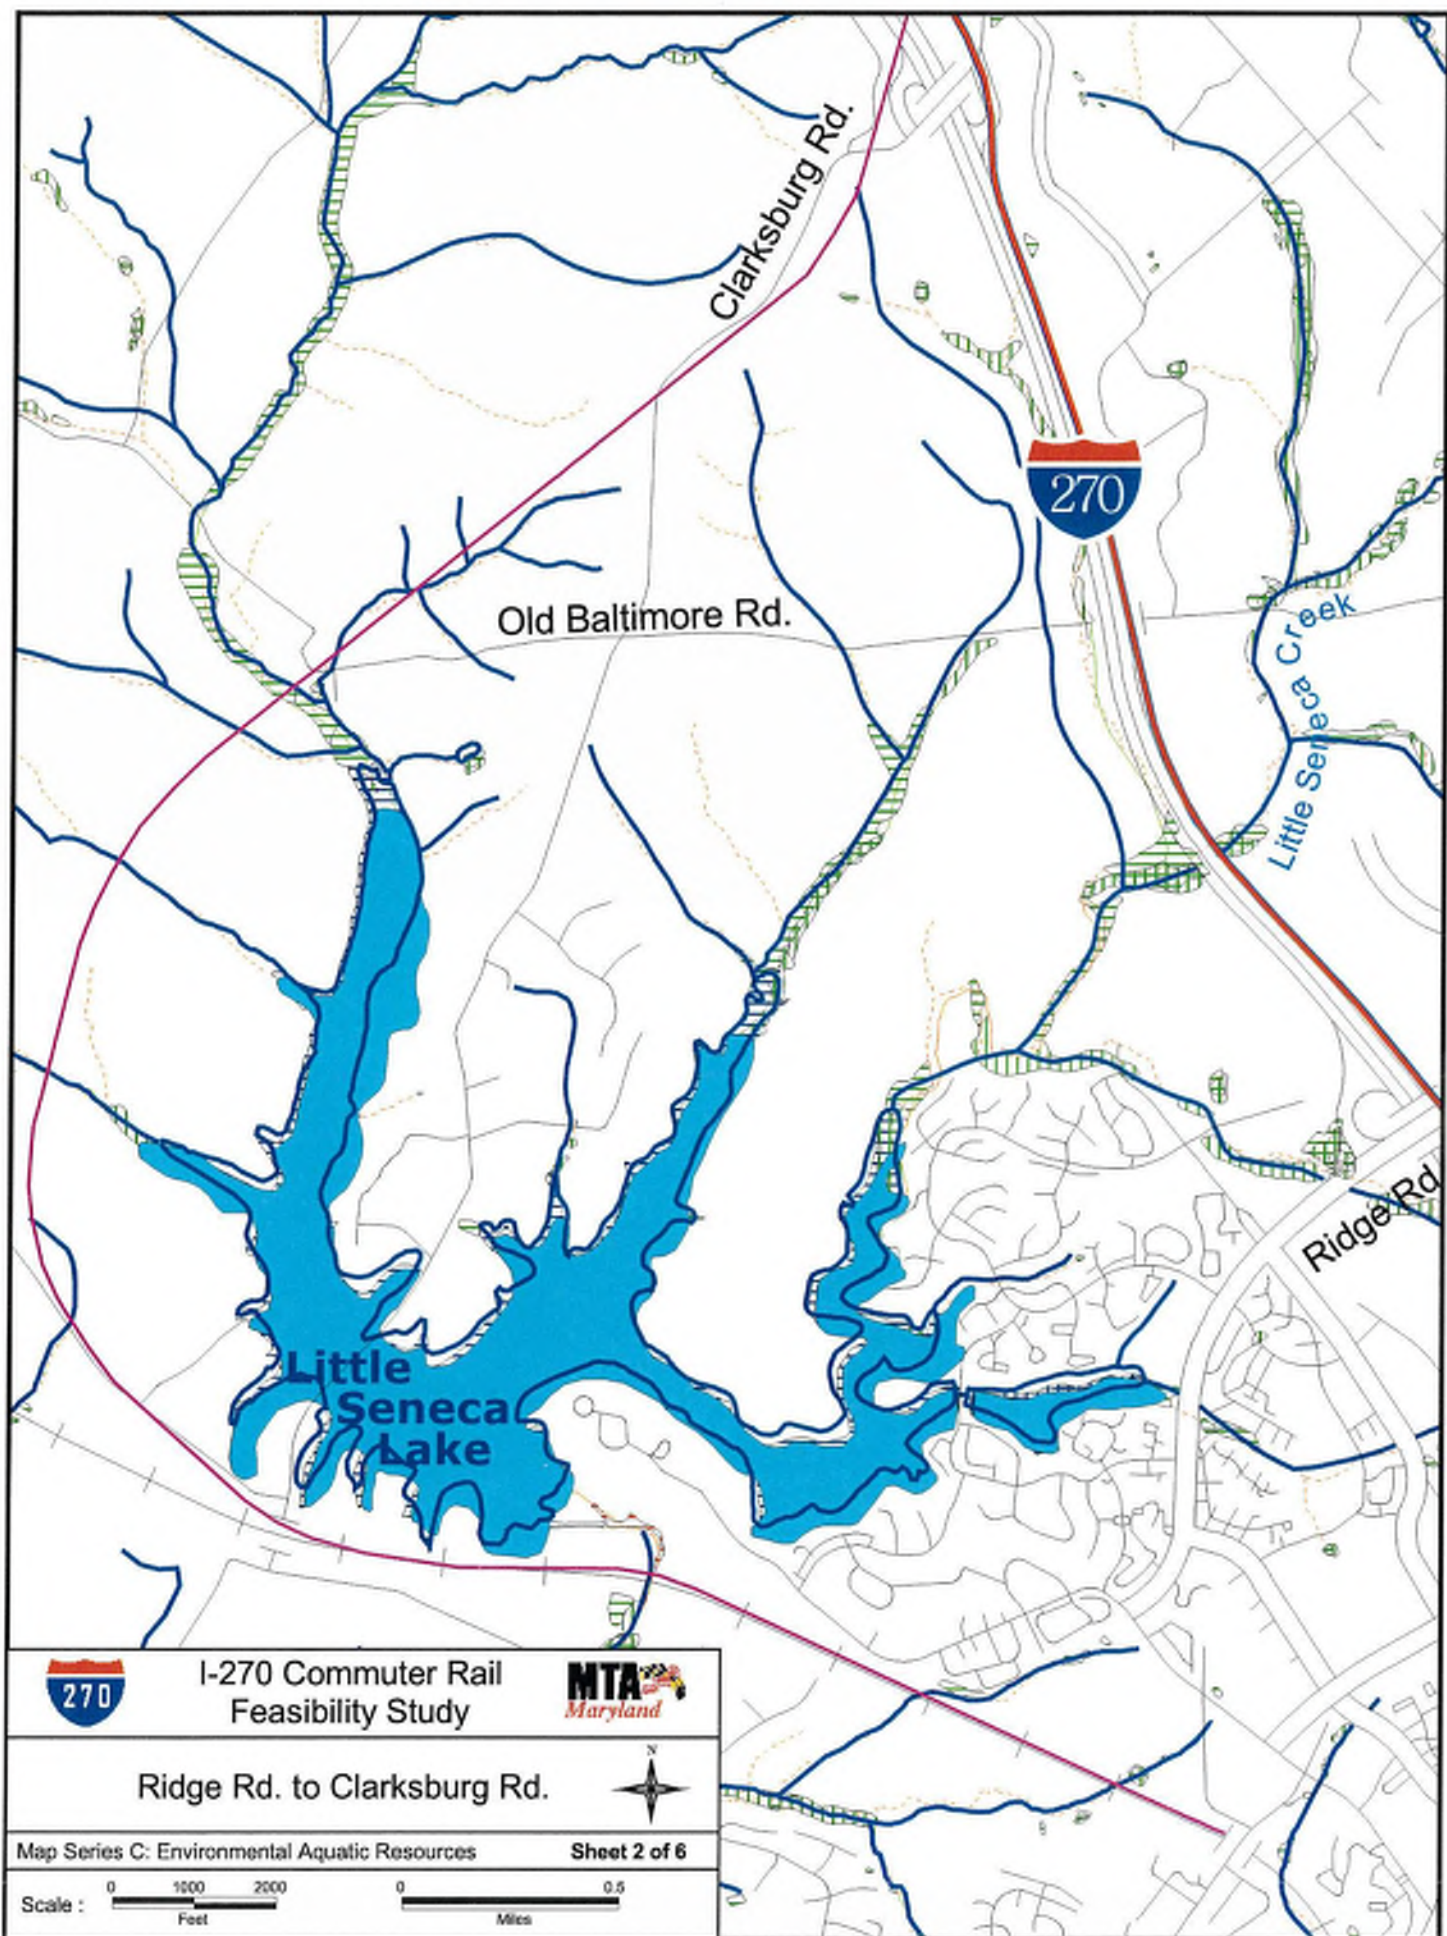 Clarksburg Rd.
270
Old Baltimore Rd.
Little Seneca Creek
Ridge Rd
Little
Seneca
Lake
270
I-270 Commuter Rail
Feasibility Study
MTA
Maryland
Ridge Rd. to Clarksburg Rd.
N
Map Series C: Environmental Aquatic Resources
Sheet 2 of 6
Scale :
0 1000 2000
Feet
0 0.5
Miles